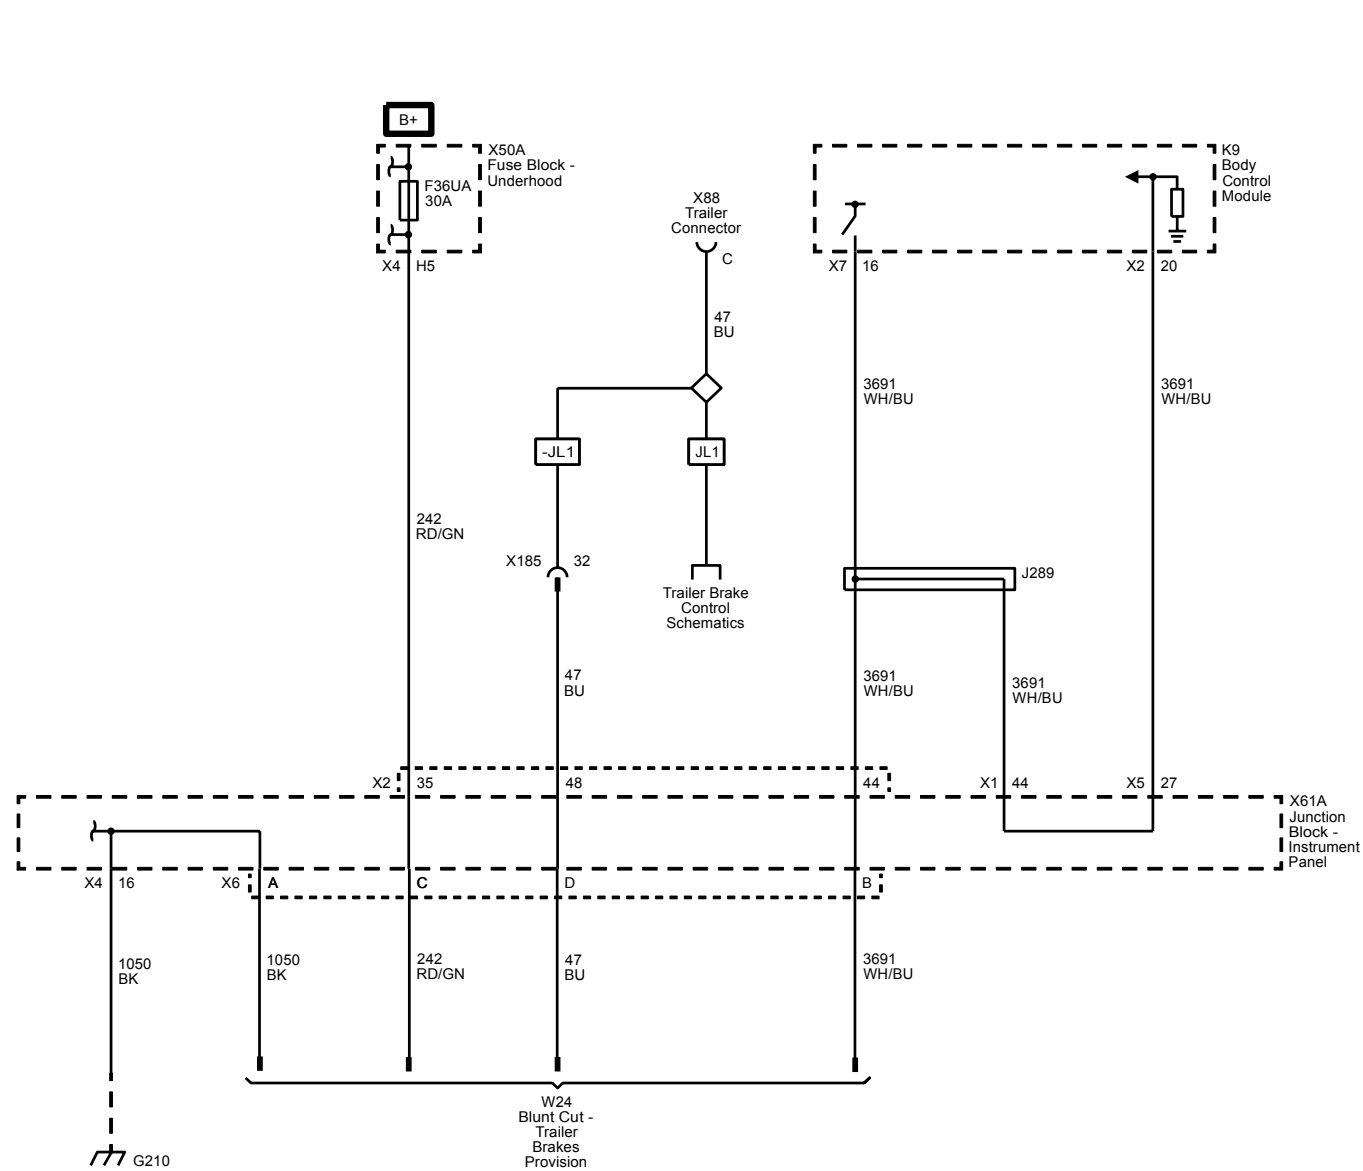 B+
X50A
Fuse Block -
Underhood
F36UA
30A
X4 H5
X88
Trailer
Connector
C
K9
Body
Control
Module
X7 16
X2 20
47
BU
3691
WH/BU
3691
WH/BU
-JL1
JL1
242
RD/GN
X185 32
Trailer Brake
Control
Schematics
J289
47
BU
3691
WH/BU
3691
WH/BU
X2 35 48 44 X1 44 X5 27
X61A
Junction
Block -
Instrument
Panel
X4 16 X6 A C D B
1050
BK
1050
BK
242
RD/GN
47
BU
3691
WH/BU
W24
Blunt Cut -
Trailer
Brakes
Provision
G210